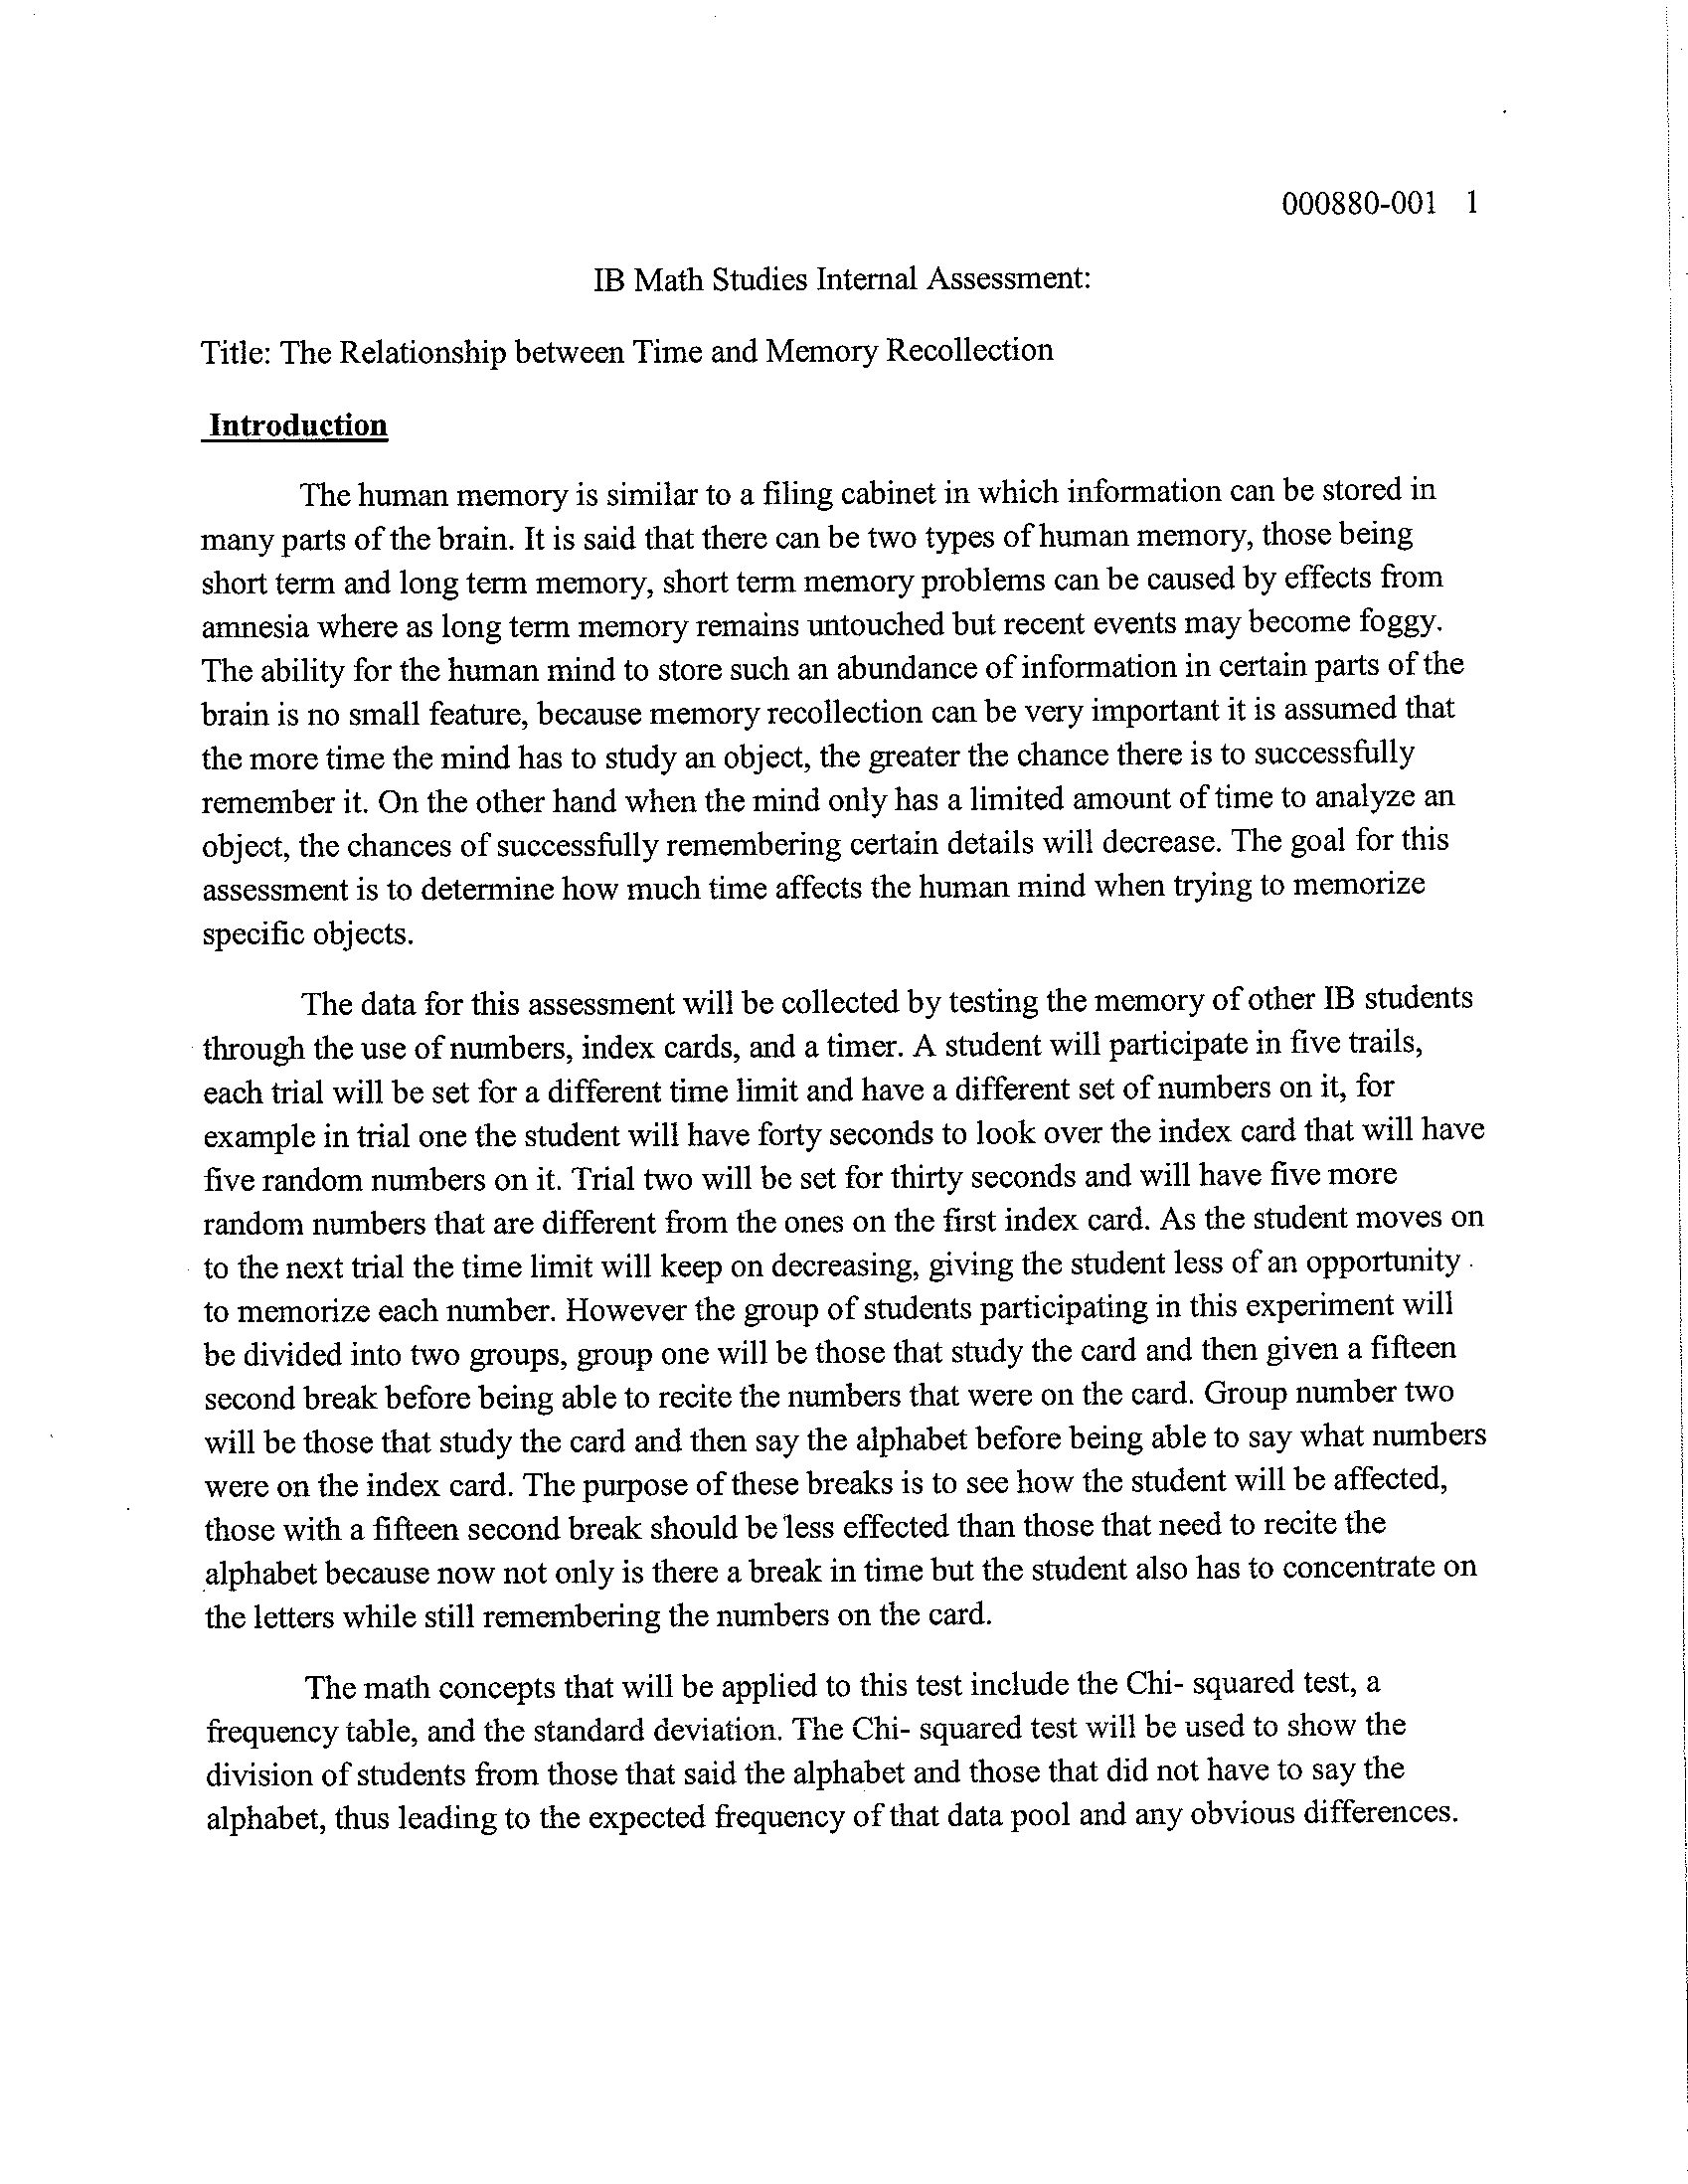 000880-001 1
IB Math Studies Internal Assessment:
Title: The Relationship between Time and Memory Recollection
Introduction
The human memory is similar to a filing cabinet in which information can be stored in
many parts of the brain. It is said that there can be two types of human memory, those being
short term and long term memory, short term memory problems can be caused by effects from
amnesia where as long term memory remains untouched but recent events may become foggy.
The ability for the human mind to store such an abundance of information in certain parts of the
brain is no small feature, because memory recollection can be very important it is assumed that
the more time the mind has to study an object, the greater the chance there is to successfully
remember it. On the other hand when the mind only has a limited amount of time to analyze an
object, the chances of successfully remembering certain details will decrease. The goal for this
assessment is to determine how much time affects the human mind when trying to memorize
specific objects.
The data for this assessment will be collected by testing the memory of other IB students
through the use of numbers, index cards, and a timer. A student will participate in five trails,
each trial will be set for a different time limit and have a different set of numbers on it, for
example in trial one the student will have forty seconds to look over the index card that will have
five random numbers on it. Trial two will be set for thirty seconds and will have five more
random numbers that are different from the ones on the first index card. As the student moves on
to the next trial the time limit will keep on decreasing, giving the student less of an opportunity
to memorize each number. However the group of students participating in this experiment will
be divided into two groups, group one will be those that study the card and then given a fifteen
second break before being able to recite the numbers that were on the card. Group number two
will be those that study the card and then say the alphabet before being able to say what numbers
were on the index card. The purpose of these breaks is to see how the student will be affected,
those with a fifteen second break should be less effected than those that need to recite the
alphabet because now not only is there a break in time but the student also has to concentrate on
the letters while still remembering the numbers on the card.
The math concepts that will be applied to this test include the Chi- squared test, a
frequency table, and the standard deviation. The Chi- squared test will be used to show the
division of students from those that said the alphabet and those that did not have to say the
alphabet, thus leading to the expected frequency of that data pool and any obvious differences.